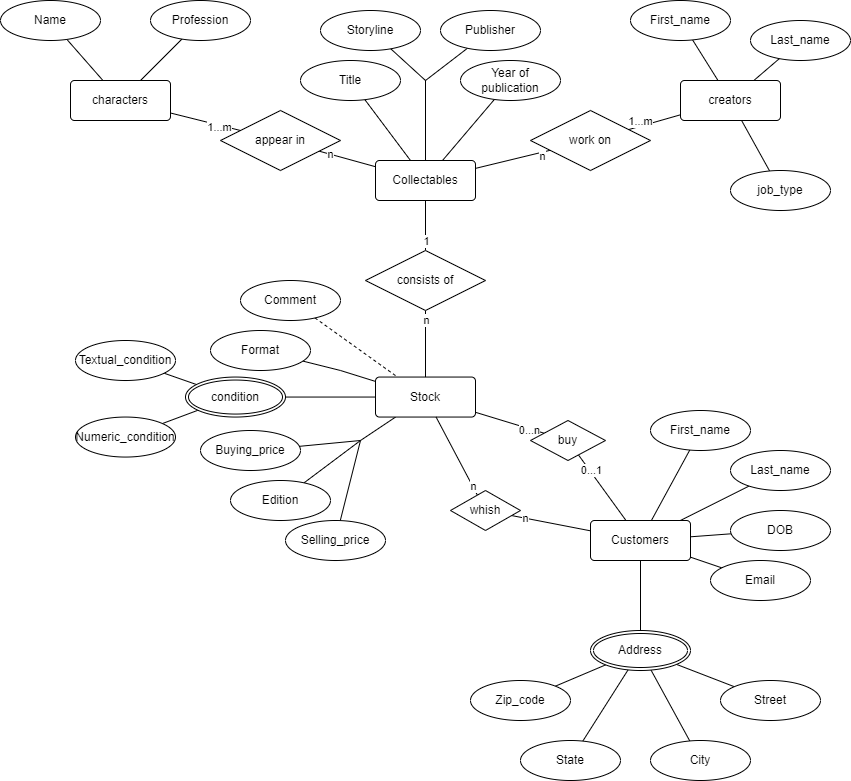 Name
Profession
Storyline
Publisher
First_name
Last_name
Title
Year of
publication
characters
creators
1...m
appear in
n
1...m
work on
n
Collectables
job_type
1
consists of
n
Comment
Format
Textual_condition
condition
Stock
Numeric_condition
Buying_price
0...n
buy
0...1
First_name
Last_name
Edition
n
whish
n
Selling_price
Customers
DOB
Email
Address
Zip_code
Street
State
City